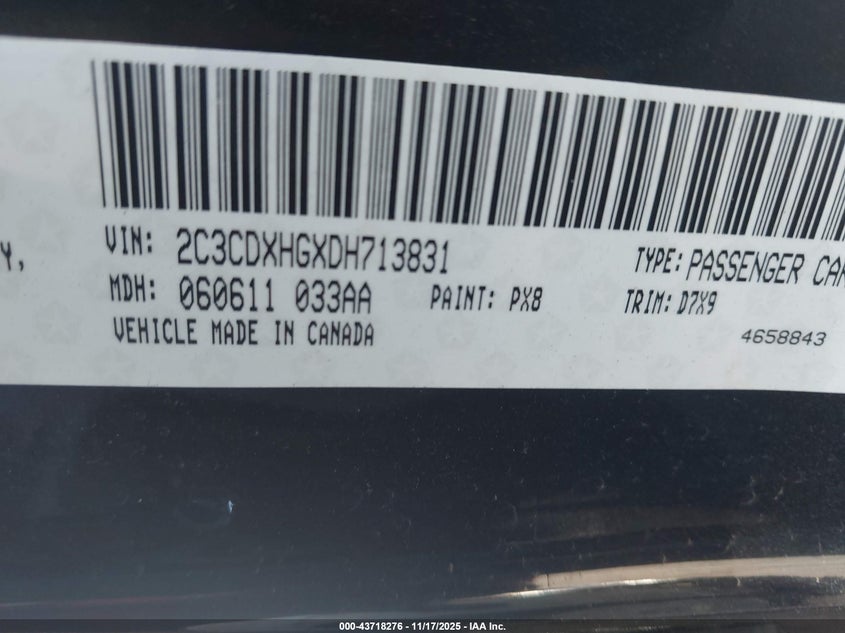 Y,
VIN: 2C3CDXHGXDH713831
TYPE: PASSENGER CAR
MDH: 060611 033AA
PAINT: PX8
TRIM: D7X9
VEHICLE MADE IN CANADA
4658843
000-43718276 - 11/17/2025 - IAA Inc.